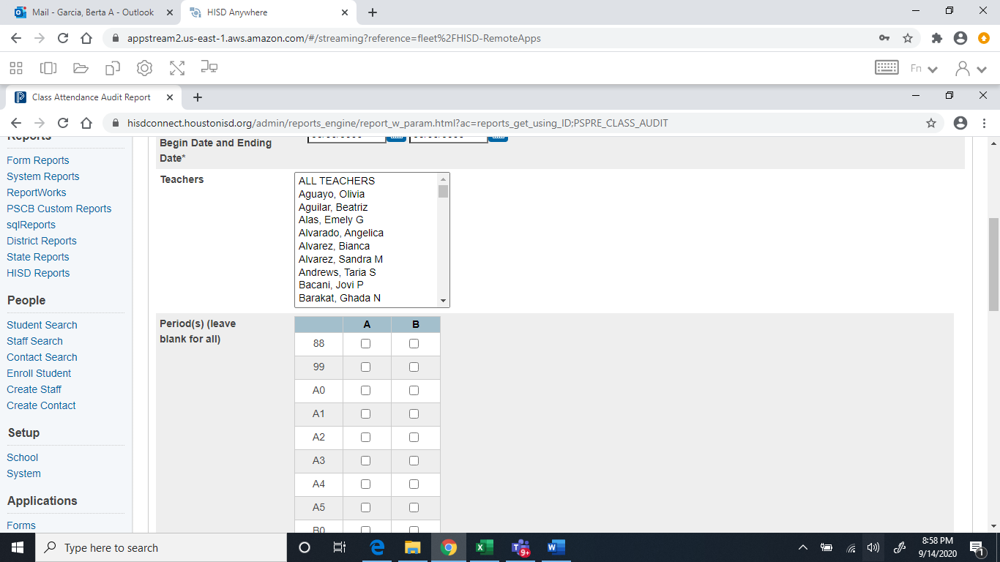 Mail - Garcia, Berta A - Outlook
HISD Anywhere
appstream2.us-east-1.aws.amazon.com/#/streaming?reference=fleet%2FHISD-RemoteApps
Fn
Class Attendance Audit Report
hisdconnect.houstonisd.org/admin/reports_engine/report_w_param.html?ac=reports_get_using_ID;PSPRE_CLASS_AUDIT
Reports
Form Reports
System Reports
ReportWorks
PSCB Custom Reports
sqlReports
District Reports
State Reports
HISD Reports
People
Student Search
Staff Search
Contact Search
Enroll Student
Create Staff
Create Contact
Setup
School
System
Applications
Forms
Begin Date and Ending
Date*
Teachers
ALL TEACHERS
Aguayo, Olivia
Aguilar, Beatriz
Alas, Emely G
Alvarado, Angelica
Alvarez, Bianca
Alvarez, Sandra M
Andrews, Taria S
Bacani, Jovi P
Barakat, Ghada N
Period(s) (leave
blank for all)
A B
88
99
A0
A1
A2
A3
A4
A5
B0
Type here to search
9+
8:58 PM
9/14/2020
1